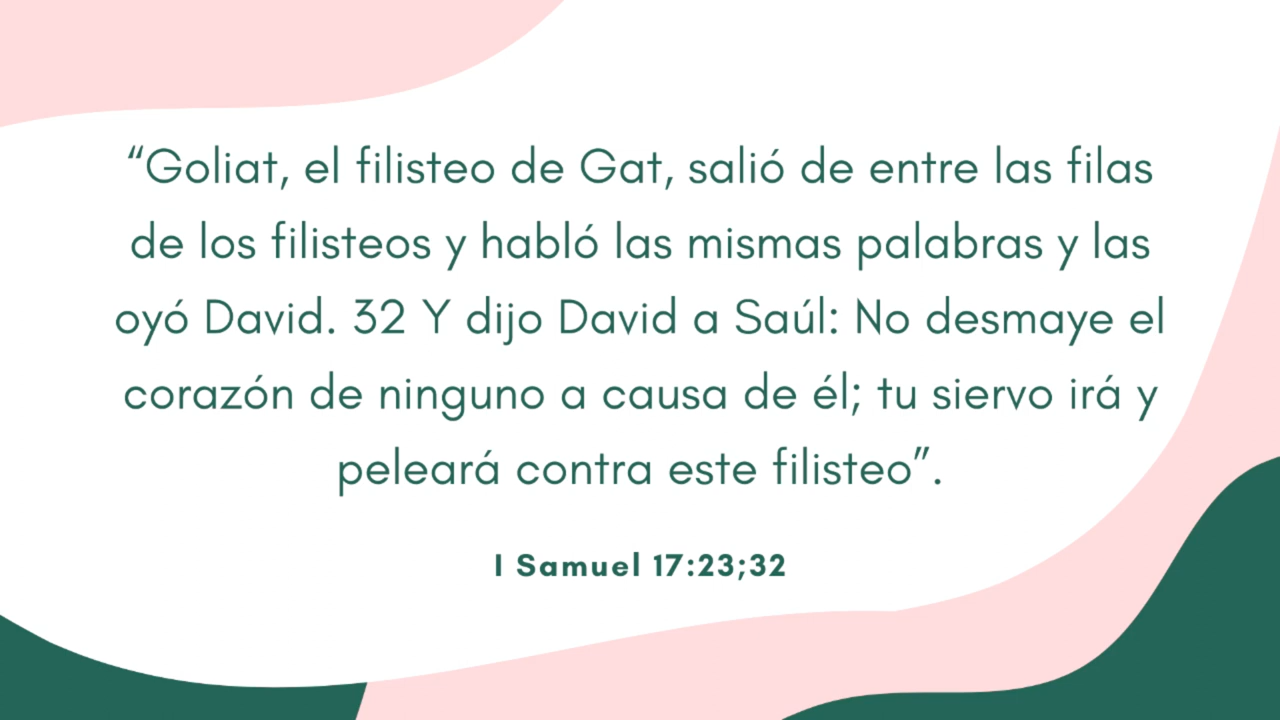 “Goliat, el filisteo de Gat, salió de entre las filas
de los filisteos y habló las mismas palabras y las
oyó David. 32 Y dijo David a Saúl: No desmaye el
corazón de ninguno a causa de él; tu siervo irá y
peleará contra este filisteo”.
I Samuel 17:23;32